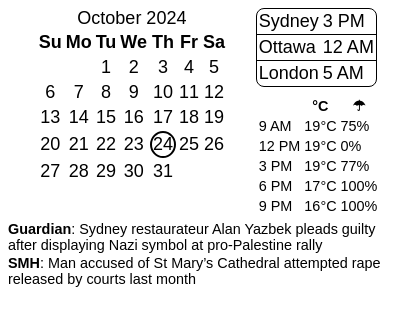 October 2024
Su Mo Tu We Th Fr Sa
1 2 3 4 5
6 7 8 9 10 11 12
13 14 15 16 17 18 19
20 21 22 23 24 25 26
27 28 29 30 31
Sydney 3 PM
Ottawa 12 AM
London 5 AM
°C ☂
9 AM 19°C 75%
12 PM 19°C 0%
3 PM 19°C 77%
6 PM 17°C 100%
9 PM 16°C 100%
Guardian: Sydney restaurateur Alan Yazbek pleads guilty
after displaying Nazi symbol at pro-Palestine rally
SMH: Man accused of St Mary’s Cathedral attempted rape
released by courts last month